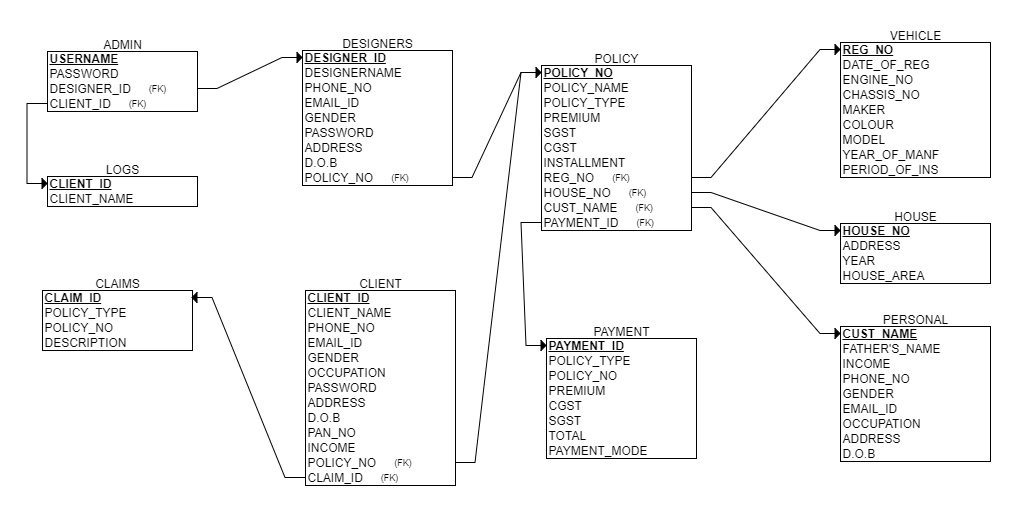 ADMIN
USERNAME
PASSWORD
DESIGNER_ID (FK)
CLIENT_ID (FK)
LOGS
CLIENT_ID
CLIENT_NAME
DESIGNERS
DESIGNER_ID
DESIGNERNAME
PHONE_NO
EMAIL_ID
GENDER
PASSWORD
ADDRESS
D.O.B
POLICY_NO (FK)
POLICY
POLICY_NO
POLICY_NAME
POLICY_TYPE
PREMIUM
SGST
CGST
INSTALLMENT
REG_NO (FK)
HOUSE_NO (FK)
CUST_NAME (FK)
PAYMENT_ID (FK)
VEHICLE
REG_NO
DATE_OF_REG
ENGINE_NO
CHASSIS_NO
MAKER
COLOUR
MODEL
YEAR_OF_MANF
PERIOD_OF_INS
HOUSE
HOUSE_NO
ADDRESS
YEAR
HOUSE_AREA
CLAIMS
CLAIM_ID
POLICY_TYPE
POLICY_NO
DESCRIPTION
CLIENT
CLIENT_ID
CLIENT_NAME
PHONE_NO
EMAIL_ID
GENDER
OCCUPATION
PASSWORD
ADDRESS
D.O.B
PAN_NO
INCOME
POLICY_NO (FK)
CLAIM_ID (FK)
PAYMENT
PAYMENT_ID
POLICY_TYPE
POLICY_NO
PREMIUM
CGST
SGST
TOTAL
PAYMENT_MODE
PERSONAL
CUST_NAME
FATHER'S_NAME
INCOME
PHONE_NO
GENDER
EMAIL_ID
OCCUPATION
ADDRESS
D.O.B